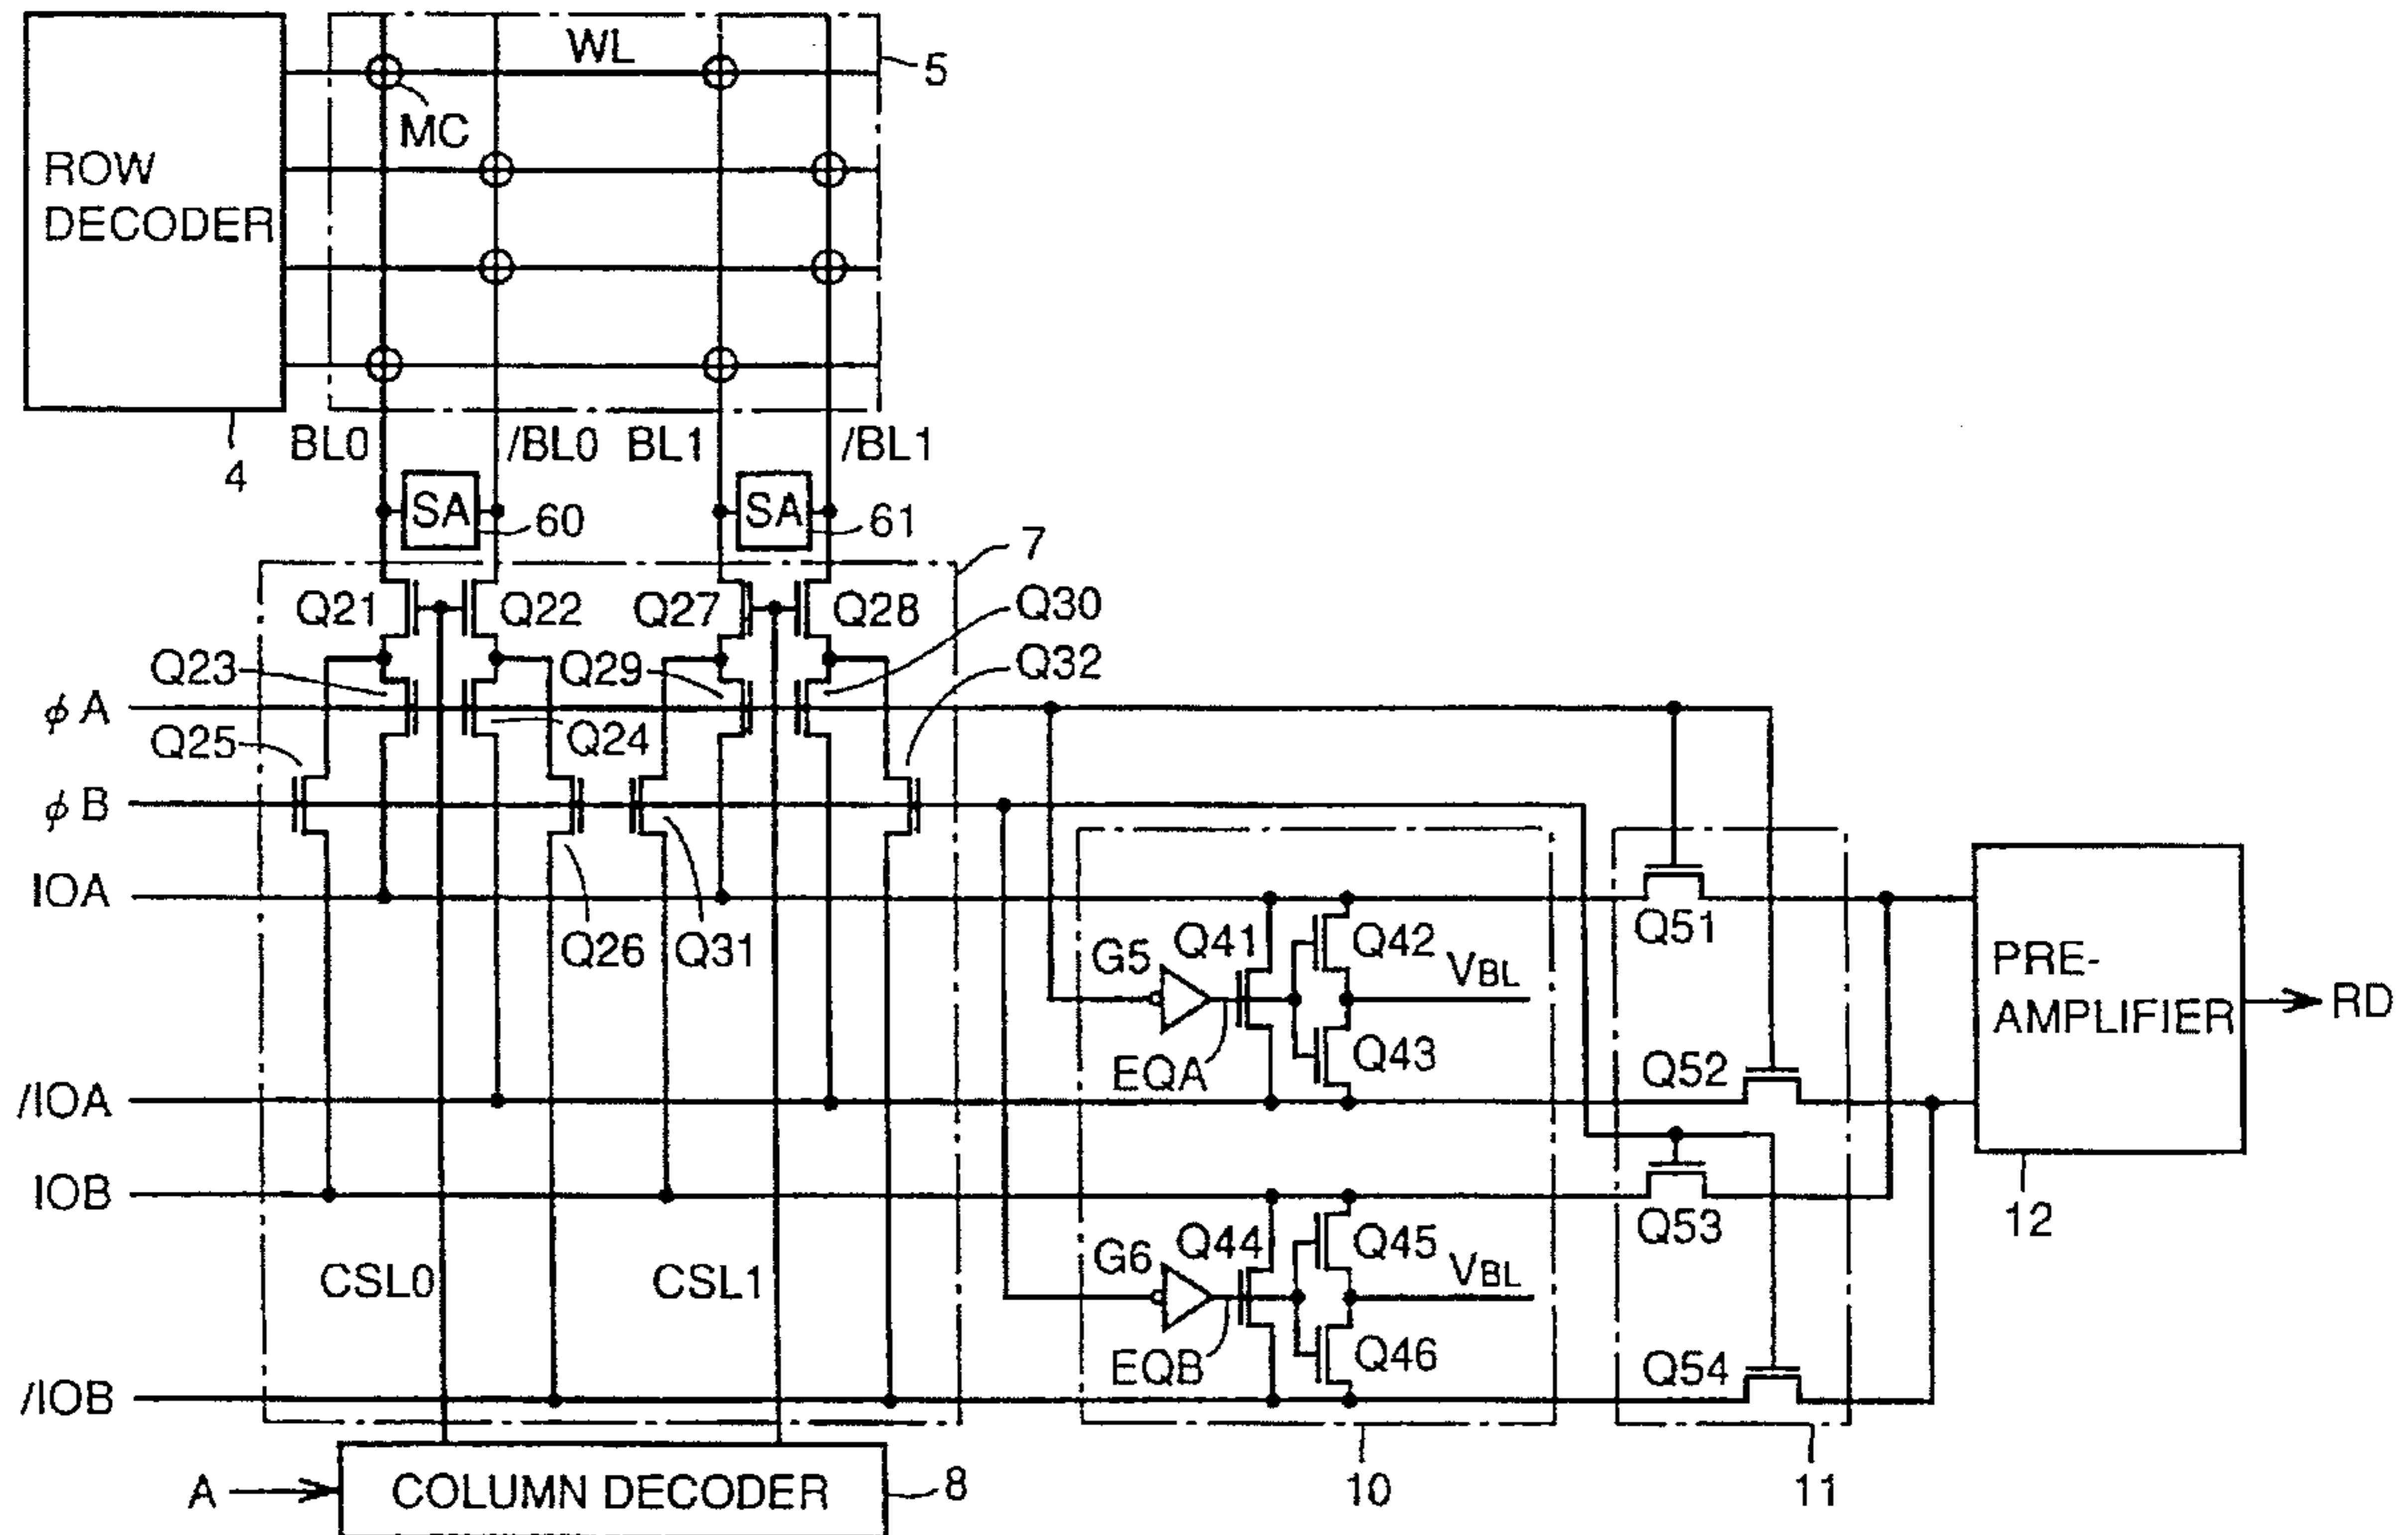 WL
5
MC
ROW
DECODER
4
BL0
/BL0
BL1
/BL1
SA
60
SA
61
7
Q21
Q22
Q27
Q28
Q30
Q23
Q29
Q32
ϕA
Q25
Q24
ϕB
IOA
Q26
Q31
G5
Q41
Q42
VBL
Q51
PRE-
AMPLIFIER
RD
EQA
Q43
Q52
/IOA
IOB
Q53
12
CSL0
CSL1
G6
Q44
Q45
VBL
EQB
Q46
Q54
/IOB
A
COLUMN DECODER
8
10
11